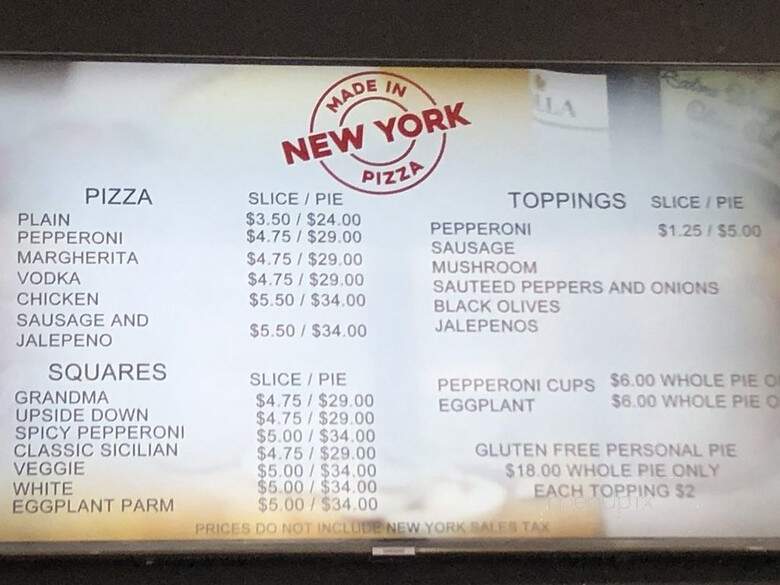 MADE IN
NEW YORK
PIZZA
LLA
PIZZA SLICE / PIE
PLAIN $3.50 / $24.00
PEPPERONI $4.75 / $29.00
MARGHERITA $4.75 / $29.00
VODKA $4.75 / $29.00
CHICKEN $5.50 / $34.00
SAUSAGE AND
JALEPENO $5.50 / $34.00
SQUARES SLICE / PIE
GRANDMA $4.75 / $29.00
UPSIDE DOWN $4.75 / $29.00
SPICY PEPPERONI $5.00 / $34.00
CLASSIC SICILIAN $4.75 / $29.00
VEGGIE $5.00 / $34.00
WHITE $5.00 / $34.00
EGGPLANT PARM $5.00 / $34.00
TOPPINGS SLICE / PIE
PEPPERONI $1.25 / $5.00
SAUSAGE
MUSHROOM
SAUTEED PEPPERS AND ONIONS
BLACK OLIVES
JALEPENOS
PEPPERONI CUPS $6.00 WHOLE PIE O
EGGPLANT $6.00 WHOLE PIE O
GLUTEN FREE PERSONAL PIE
$18.00 WHOLE PIE ONLY
EACH TOPPING $2
PRICES DO NOT INCLUDE NEW YORK SALES TAX